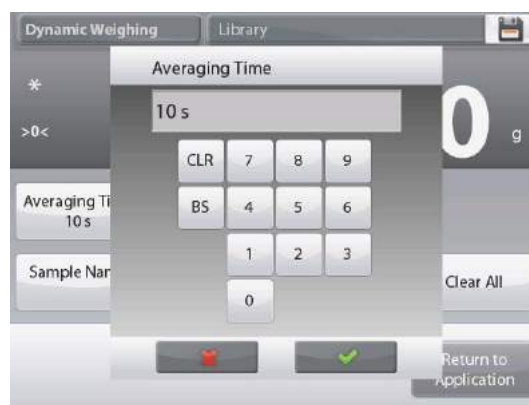 Dynamic Weighing Library
Averaging Time
*
10 s
>0<
0 g
CLR 7 8 9
Averaging Ti
10 s
BS 4 5 6
1 2 3
Sample Nar
Clear All
0
Return to
Application